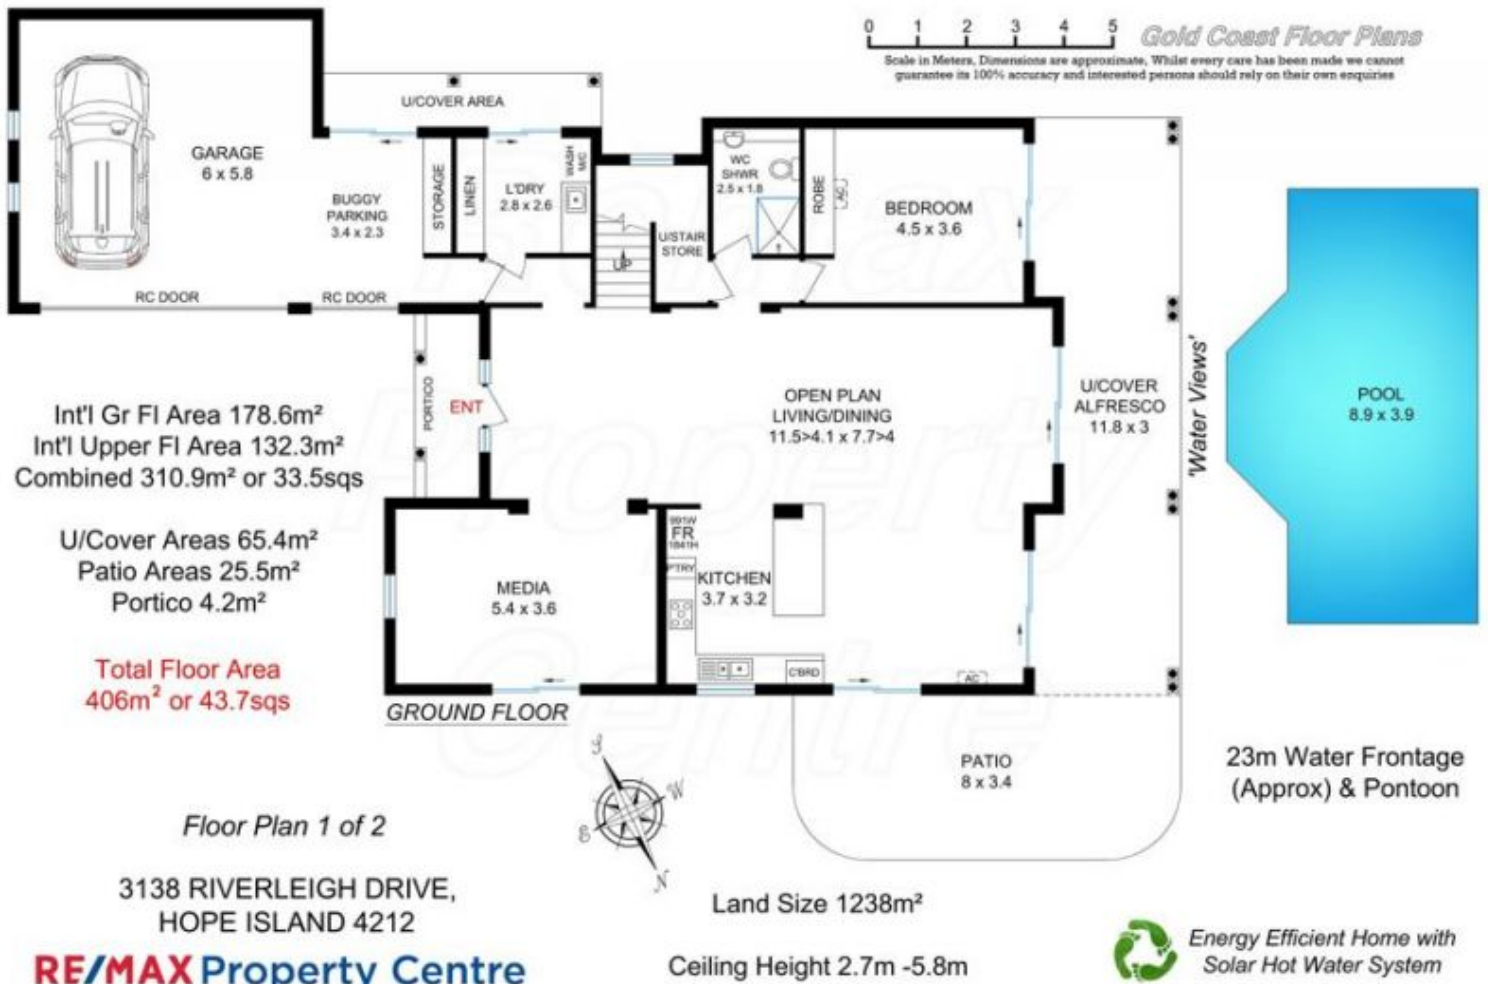 0 1 2 3 4 5
Gold Coast Floor Plans
Scale in Meters, Dimensions are approximate, Whilst every care has been made we cannot
guarantee its 100% accuracy and interested persons should rely on their own enquiries
U/COVER AREA
GARAGE
6 x 5.8
BUGGY
PARKING
3.4 x 2.3
STORAGE
LINEN
L'DRY
2.8 x 2.6
WASH
M/C
U/STAIR
STORE
UP
WC
SHWR
2.5 x 1.8
ROBE
AC
BEDROOM
4.5 x 3.6
RC DOOR
RC DOOR
PORTICO
ENT
OPEN PLAN
LIVING/DINING
11.5>4.1 x 7.7>4
U/COVER
ALFRESCO
11.8 x 3
'Water Views'
POOL
8.9 x 3.9
Int'l Gr Fl Area 178.6m²
Int'l Upper Fl Area 132.3m²
Combined 310.9m² or 33.5sqs
U/Cover Areas 65.4m²
Patio Areas 25.5m²
Portico 4.2m²
Total Floor Area
406m² or 43.7sqs
MEDIA
5.4 x 3.6
991W
FR
1841H
P'TRY
KITCHEN
3.7 x 3.2
C'BRD
AC
GROUND FLOOR
PATIO
8 x 3.4
S
W
E
N
23m Water Frontage
(Approx) & Pontoon
Floor Plan 1 of 2
3138 RIVERLEIGH DRIVE,
HOPE ISLAND 4212
RE/MAX Property Centre
Land Size 1238m²
Ceiling Height 2.7m -5.8m
Energy Efficient Home with
Solar Hot Water System
Remax
Property
Centre